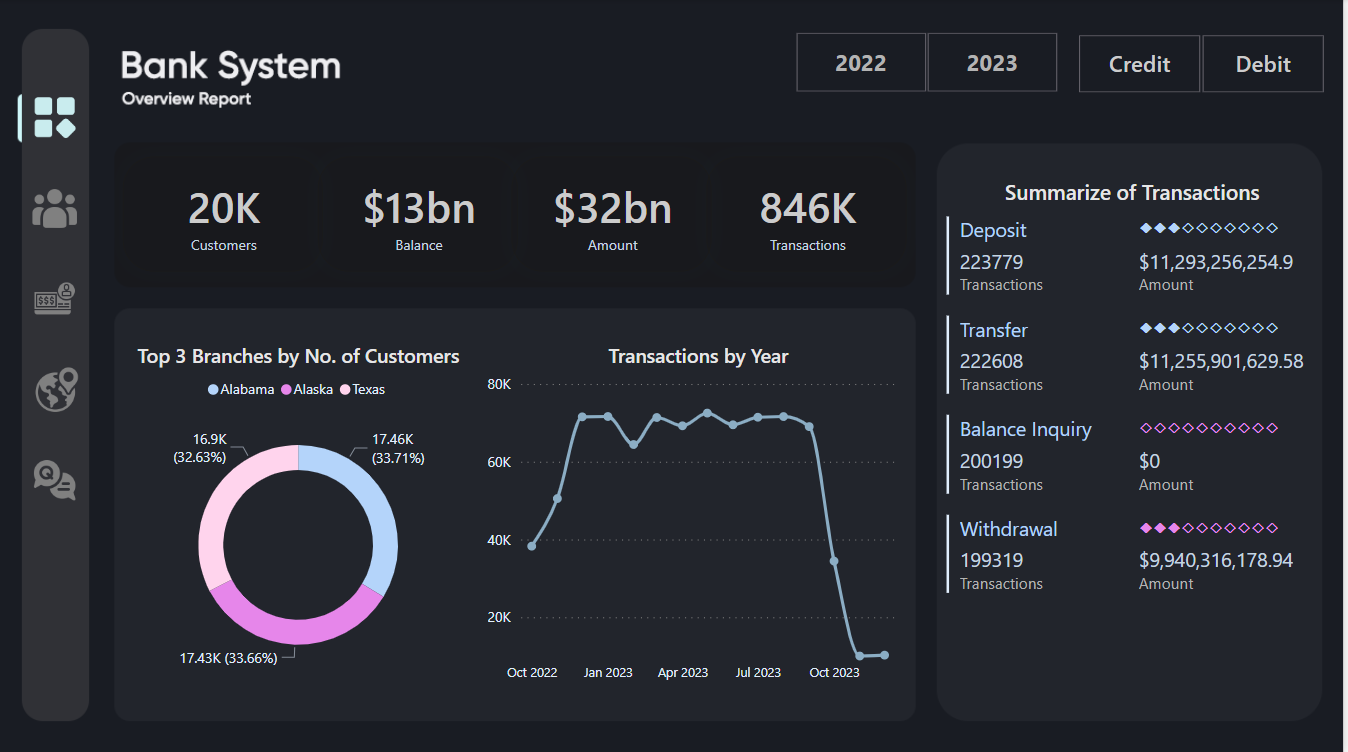 Bank System
Overview Report
2022
2023
Credit
Debit
20K
Customers
$13bn
Balance
$32bn
Amount
846K
Transactions
Top 3 Branches by No. of Customers
Alabama Alaska Texas
16.9K
(32.63%)
17.46K
(33.71%)
17.43K (33.66%)
Transactions by Year
80K
60K
40K
20K
Oct 2022 Jan 2023 Apr 2023 Jul 2023 Oct 2023
Summarize of Transactions
Deposit
223779 $11,293,256,254.9
Transactions Amount
Transfer
222608 $11,255,901,629.58
Transactions Amount
Balance Inquiry
200199 $0
Transactions Amount
Withdrawal
199319 $9,940,316,178.94
Transactions Amount
$$$
Q